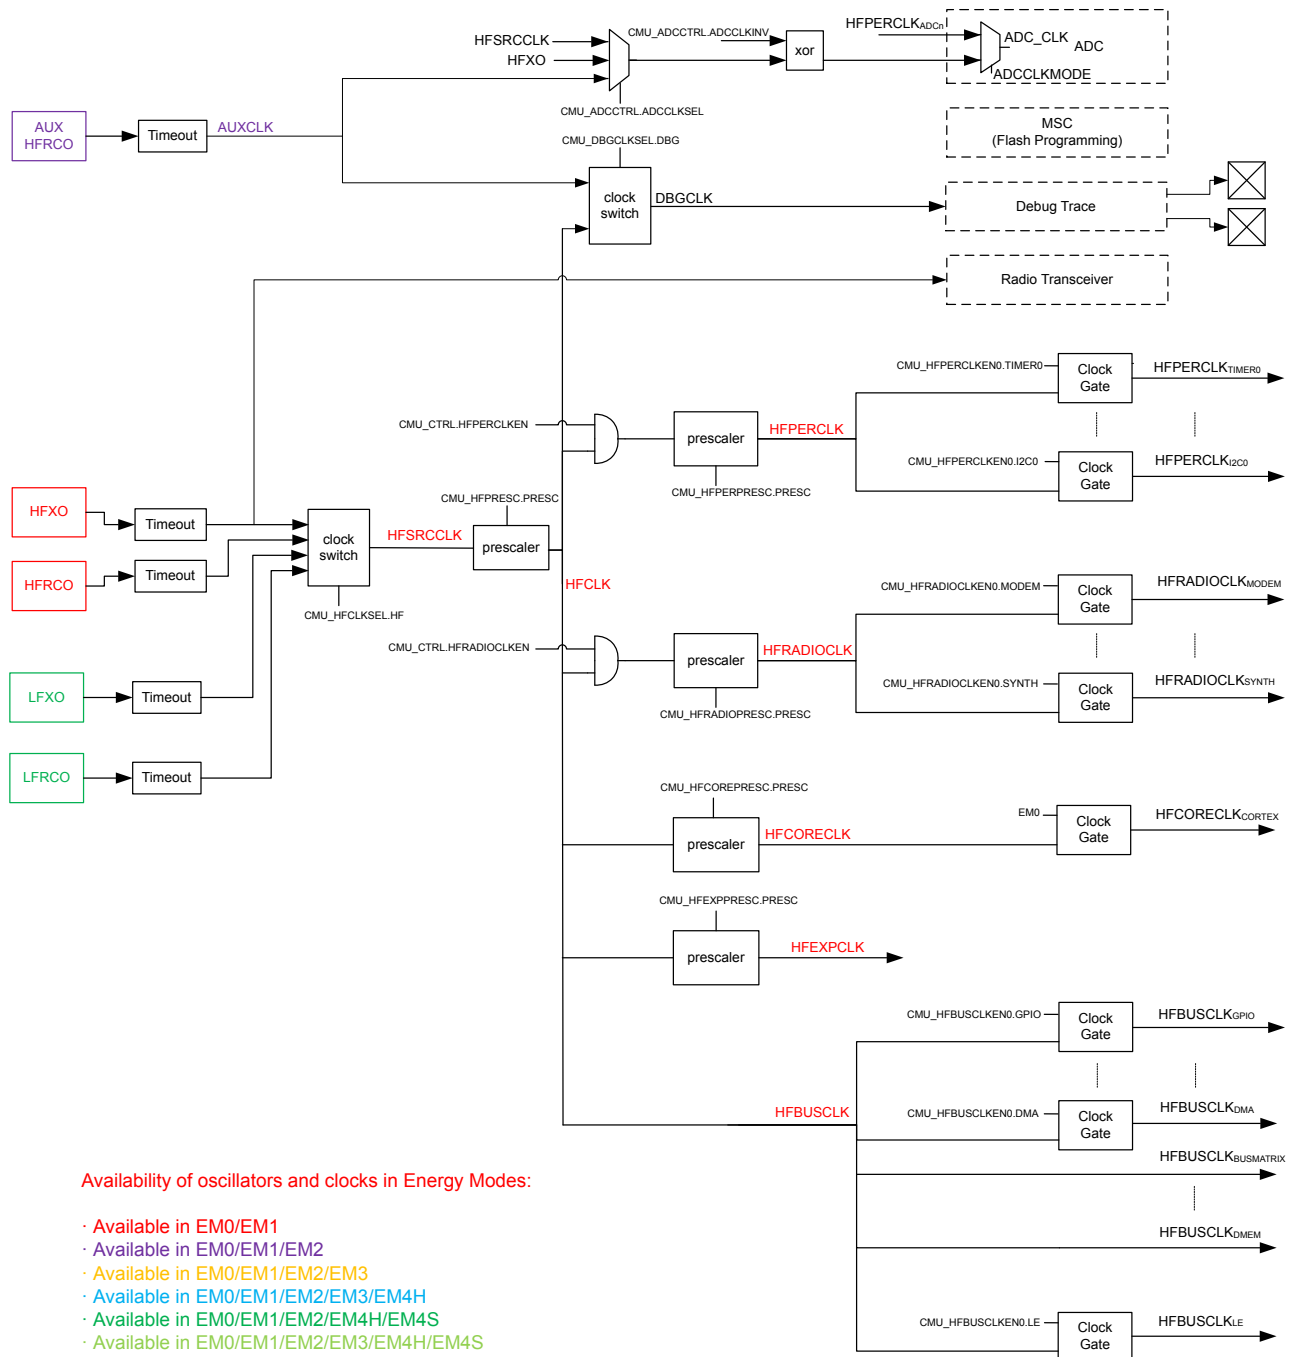 HFSRCCLK
HFXO
CMU_ADCCTRL.ADCCLKINV
xor
HFPERCLKADCn
ADC_CLK
ADC
ADCCLKMODE
CMU_ADCCTRL.ADCCLKSEL
AUX
HFRCO
Timeout
AUXCLK
MSC
(Flash Programming)
CMU_DBGCLKSEL.DBG
clock
switch
DBGCLK
Debug Trace
Radio Transceiver
CMU_HFPERCLKEN0.TIMER0
Clock
Gate
HFPERCLKTIMER0
CMU_CTRL.HFPERCLKEN
prescaler
HFPERCLK
CMU_HFPERPRESC.PRESC
CMU_HFPERCLKEN0.I2C0
Clock
Gate
HFPERCLKI2C0
HFXO
Timeout
HFRCO
Timeout
clock
switch
CMU_HFCLKSEL.HF
HFSRCCLK
CMU_HFPRESC.PRESC
prescaler
HFCLK
CMU_HFRADIOCLKEN0.MODEM
Clock
Gate
HFRADIOCLKMODEM
CMU_CTRL.HFRADIOCLKEN
prescaler
HFRADIOCLK
CMU_HFRADIOPRESC.PRESC
CMU_HFRADIOCLKEN0.SYNTH
Clock
Gate
HFRADIOCLKSYNTH
LFXO
Timeout
LFRCO
Timeout
CMU_HFCOREPRESC.PRESC
prescaler
HFCORECLK
EM0
Clock
Gate
HFCORECLKCORTEX
CMU_HFEXPPRESC.PRESC
prescaler
HFEXPCLK
CMU_HFBUSCLKEN0.GPIO
Clock
Gate
HFBUSCLKGPIO
HFBUSCLK
CMU_HFBUSCLKEN0.DMA
Clock
Gate
HFBUSCLKDMA
HFBUSCLKBUSMATRIX
HFBUSCLKDMEM
CMU_HFBUSCLKEN0.LE
Clock
Gate
HFBUSCLKLE
Availability of oscillators and clocks in Energy Modes:
· Available in EM0/EM1
· Available in EM0/EM1/EM2
· Available in EM0/EM1/EM2/EM3
· Available in EM0/EM1/EM2/EM3/EM4H
· Available in EM0/EM1/EM2/EM4H/EM4S
· Available in EM0/EM1/EM2/EM3/EM4H/EM4S